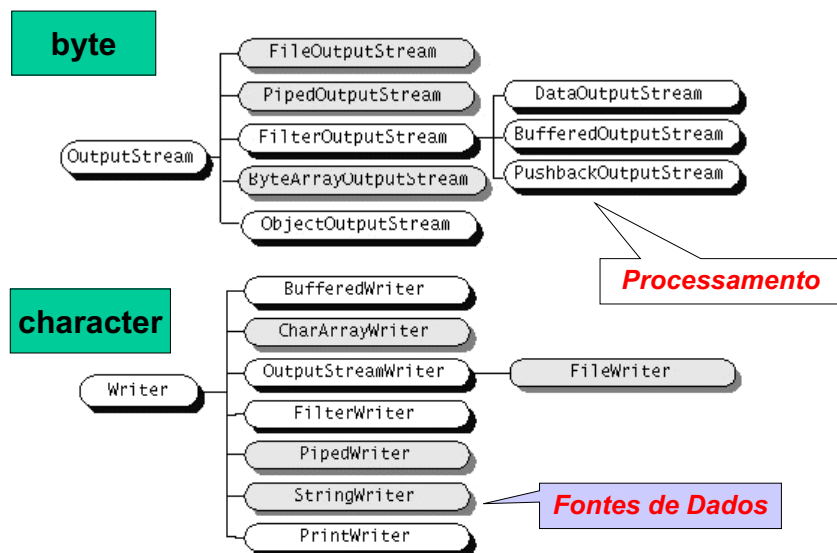 byte
FileOutputStream
PipedOutputStream
DataOutputStream
FilterOutputStream
BufferedOutputStream
OutputStream
ByteArrayOutputStream
PushbackOutputStream
ObjectOutputStream
Processamento
character
BufferedWriter
CharArrayWriter
OutputStreamWriter
FileWriter
Writer
FilterWriter
PipedWriter
StringWriter
Fontes de Dados
PrintWriter